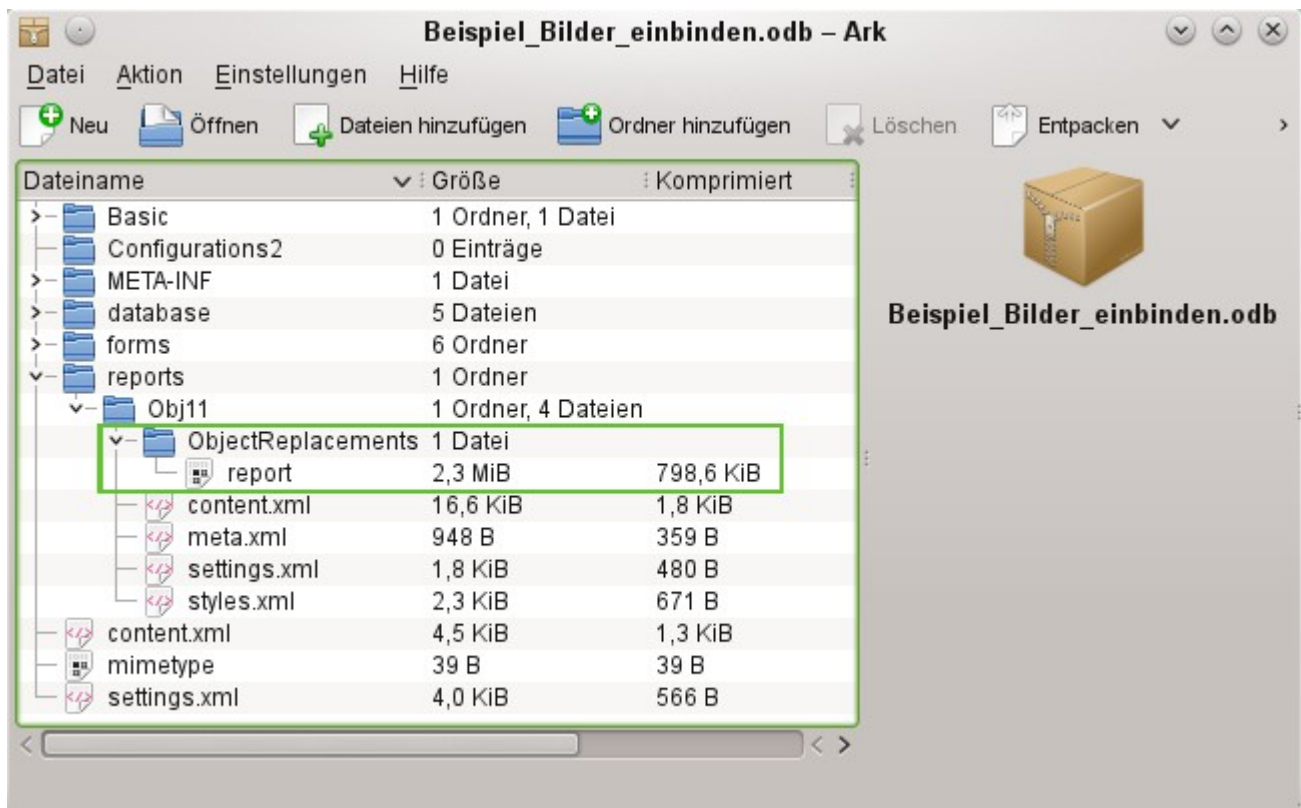 Beispiel_Bilder_einbinden.odb – Ark
Datei Aktion Einstellungen Hilfe
Neu Öffnen Dateien hinzufügen Ordner hinzufügen Löschen Entpacken
Dateiname Größe Komprimiert
Basic 1 Ordner, 1 Datei
Configurations2 0 Einträge
META-INF 1 Datei
database 5 Dateien
forms 6 Ordner
reports 1 Ordner
Obj11 1 Ordner, 4 Dateien
ObjectReplacements 1 Datei
report 2,3 MiB 798,6 KiB
content.xml 16,6 KiB 1,8 KiB
meta.xml 948 B 359 B
settings.xml 1,8 KiB 480 B
styles.xml 2,3 KiB 671 B
content.xml 4,5 KiB 1,3 KiB
mimetype 39 B 39 B
settings.xml 4,0 KiB 566 B
Beispiel_Bilder_einbinden.odb